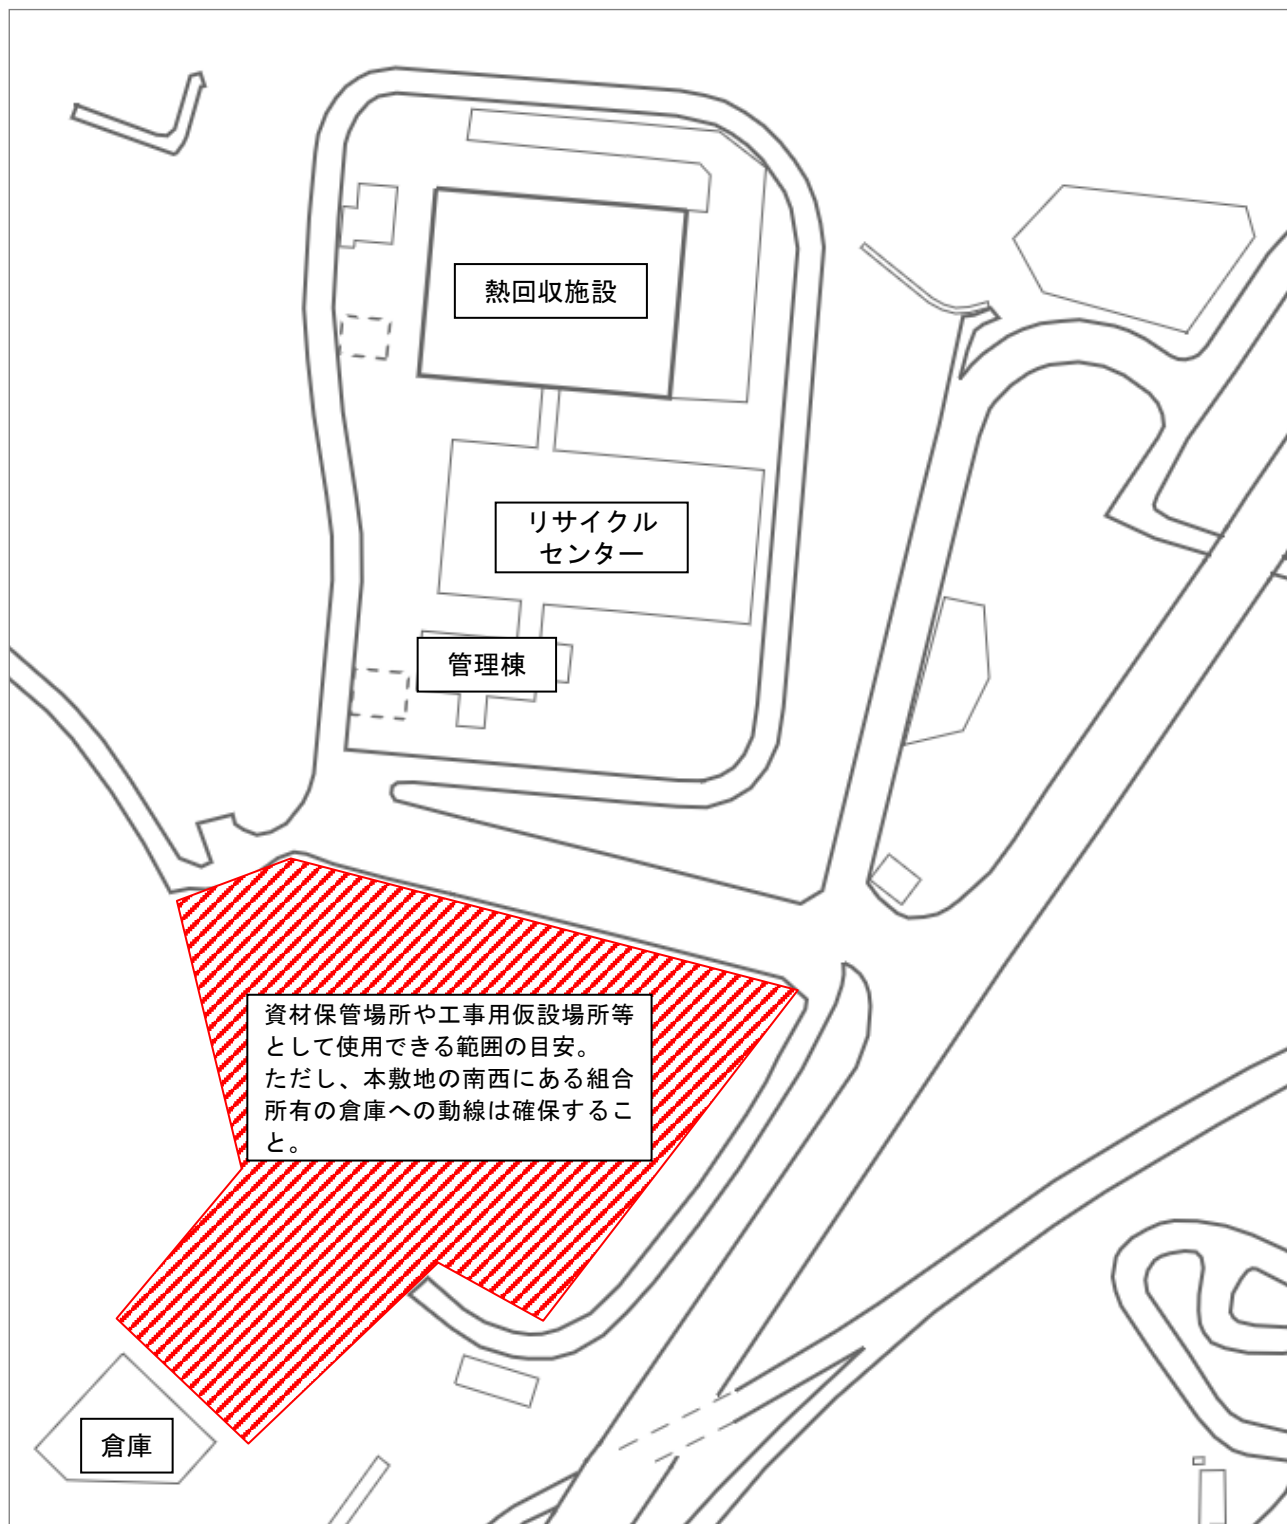 熱回収施設
リサイクル
センター
管理棟
資材保管場所や工事用仮設場所等
として使用できる範囲の目安。
ただし、本敷地の南西にある組合
所有の倉庫への動線は確保するこ
と。
倉庫